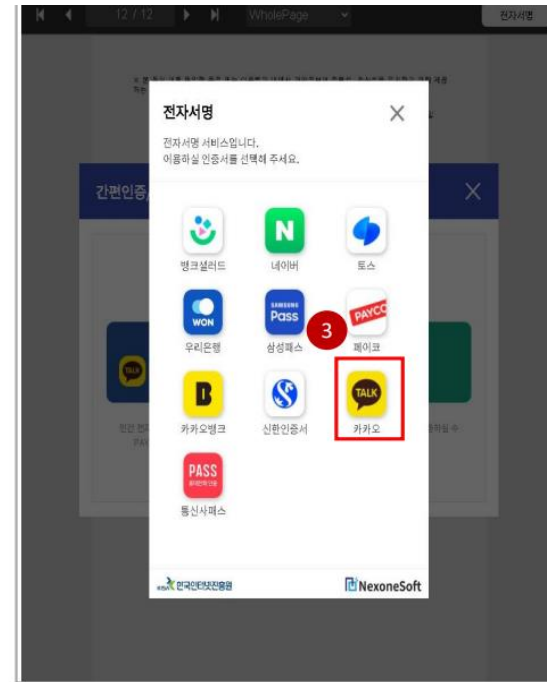 12 / 12
WholePage
전자서명
전자서명
전자서명 서비스입니다.
이용하실 인증서를 선택해 주세요.
간편인증/
뱅크샐러드
네이버
토스
WON
SAMSUNG
Pass
PAYCO
3
우리은행
삼성패스
페이코
TALK
TALK
카카오뱅크
신한인증서
카카오
PASS
통신사패스
한국인터넷진흥원
NexoneSoft